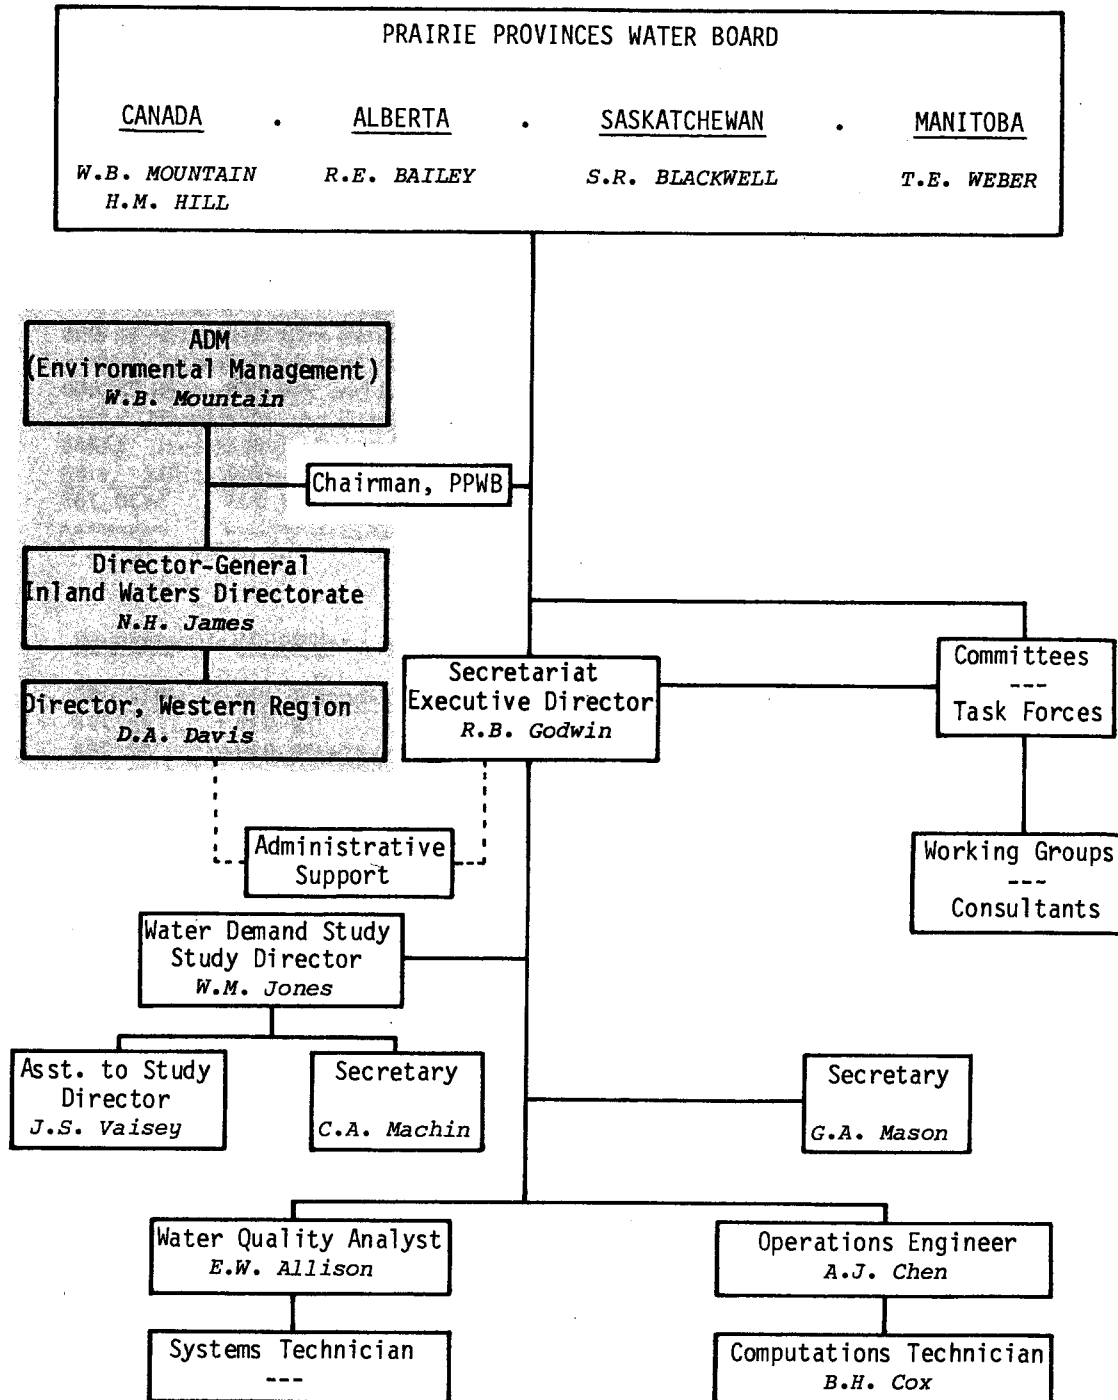 PRAIRIE PROVINCES WATER BOARD
CANADA . ALBERTA . SASKATCHEWAN . MANITOBA
W.B. MOUNTAIN R.E. BAILEY S.R. BLACKWELL T.E. WEBER
H.M. HILL
ADM
(Environmental Management)
W.B. Mountain
Chairman, PPWB
Director-General
Inland Waters Directorate
N.H. James
Director, Western Region
D.A. Davis
Secretariat
Executive Director
R.B. Godwin
Committees
---
Task Forces
Administrative
Support
Working Groups
---
Consultants
Water Demand Study
Study Director
W.M. Jones
Asst. to Study
Director
J.S. Vaisey
Secretary
C.A. Machin
Secretary
G.A. Mason
Water Quality Analyst
E.W. Allison
Operations Engineer
A.J. Chen
Systems Technician
---
Computations Technician
B.H. Cox